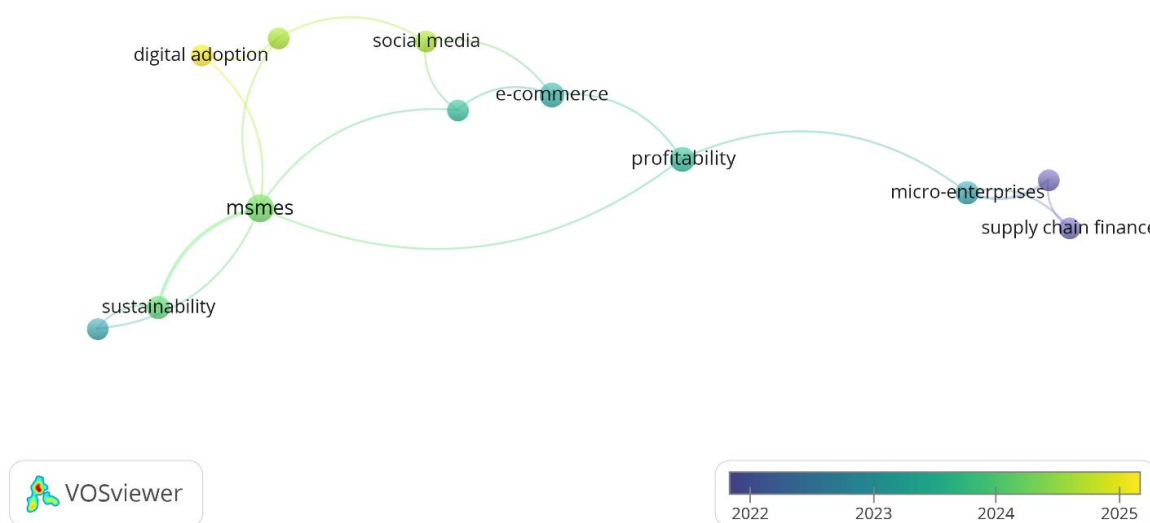 social media
digital adoption
e-commerce
profitability
micro-enterprises
msmes
supply chain finance
sustainability
VOSviewer
2022 2023 2024 2025